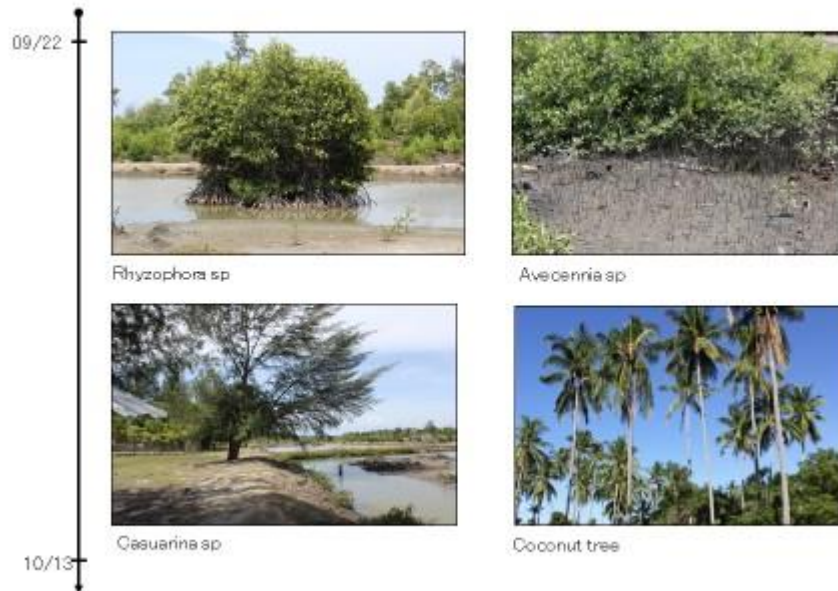 09/22
Rhyzophora sp
Avecennia sp
Casuarina sp
Coconut tree
10/13